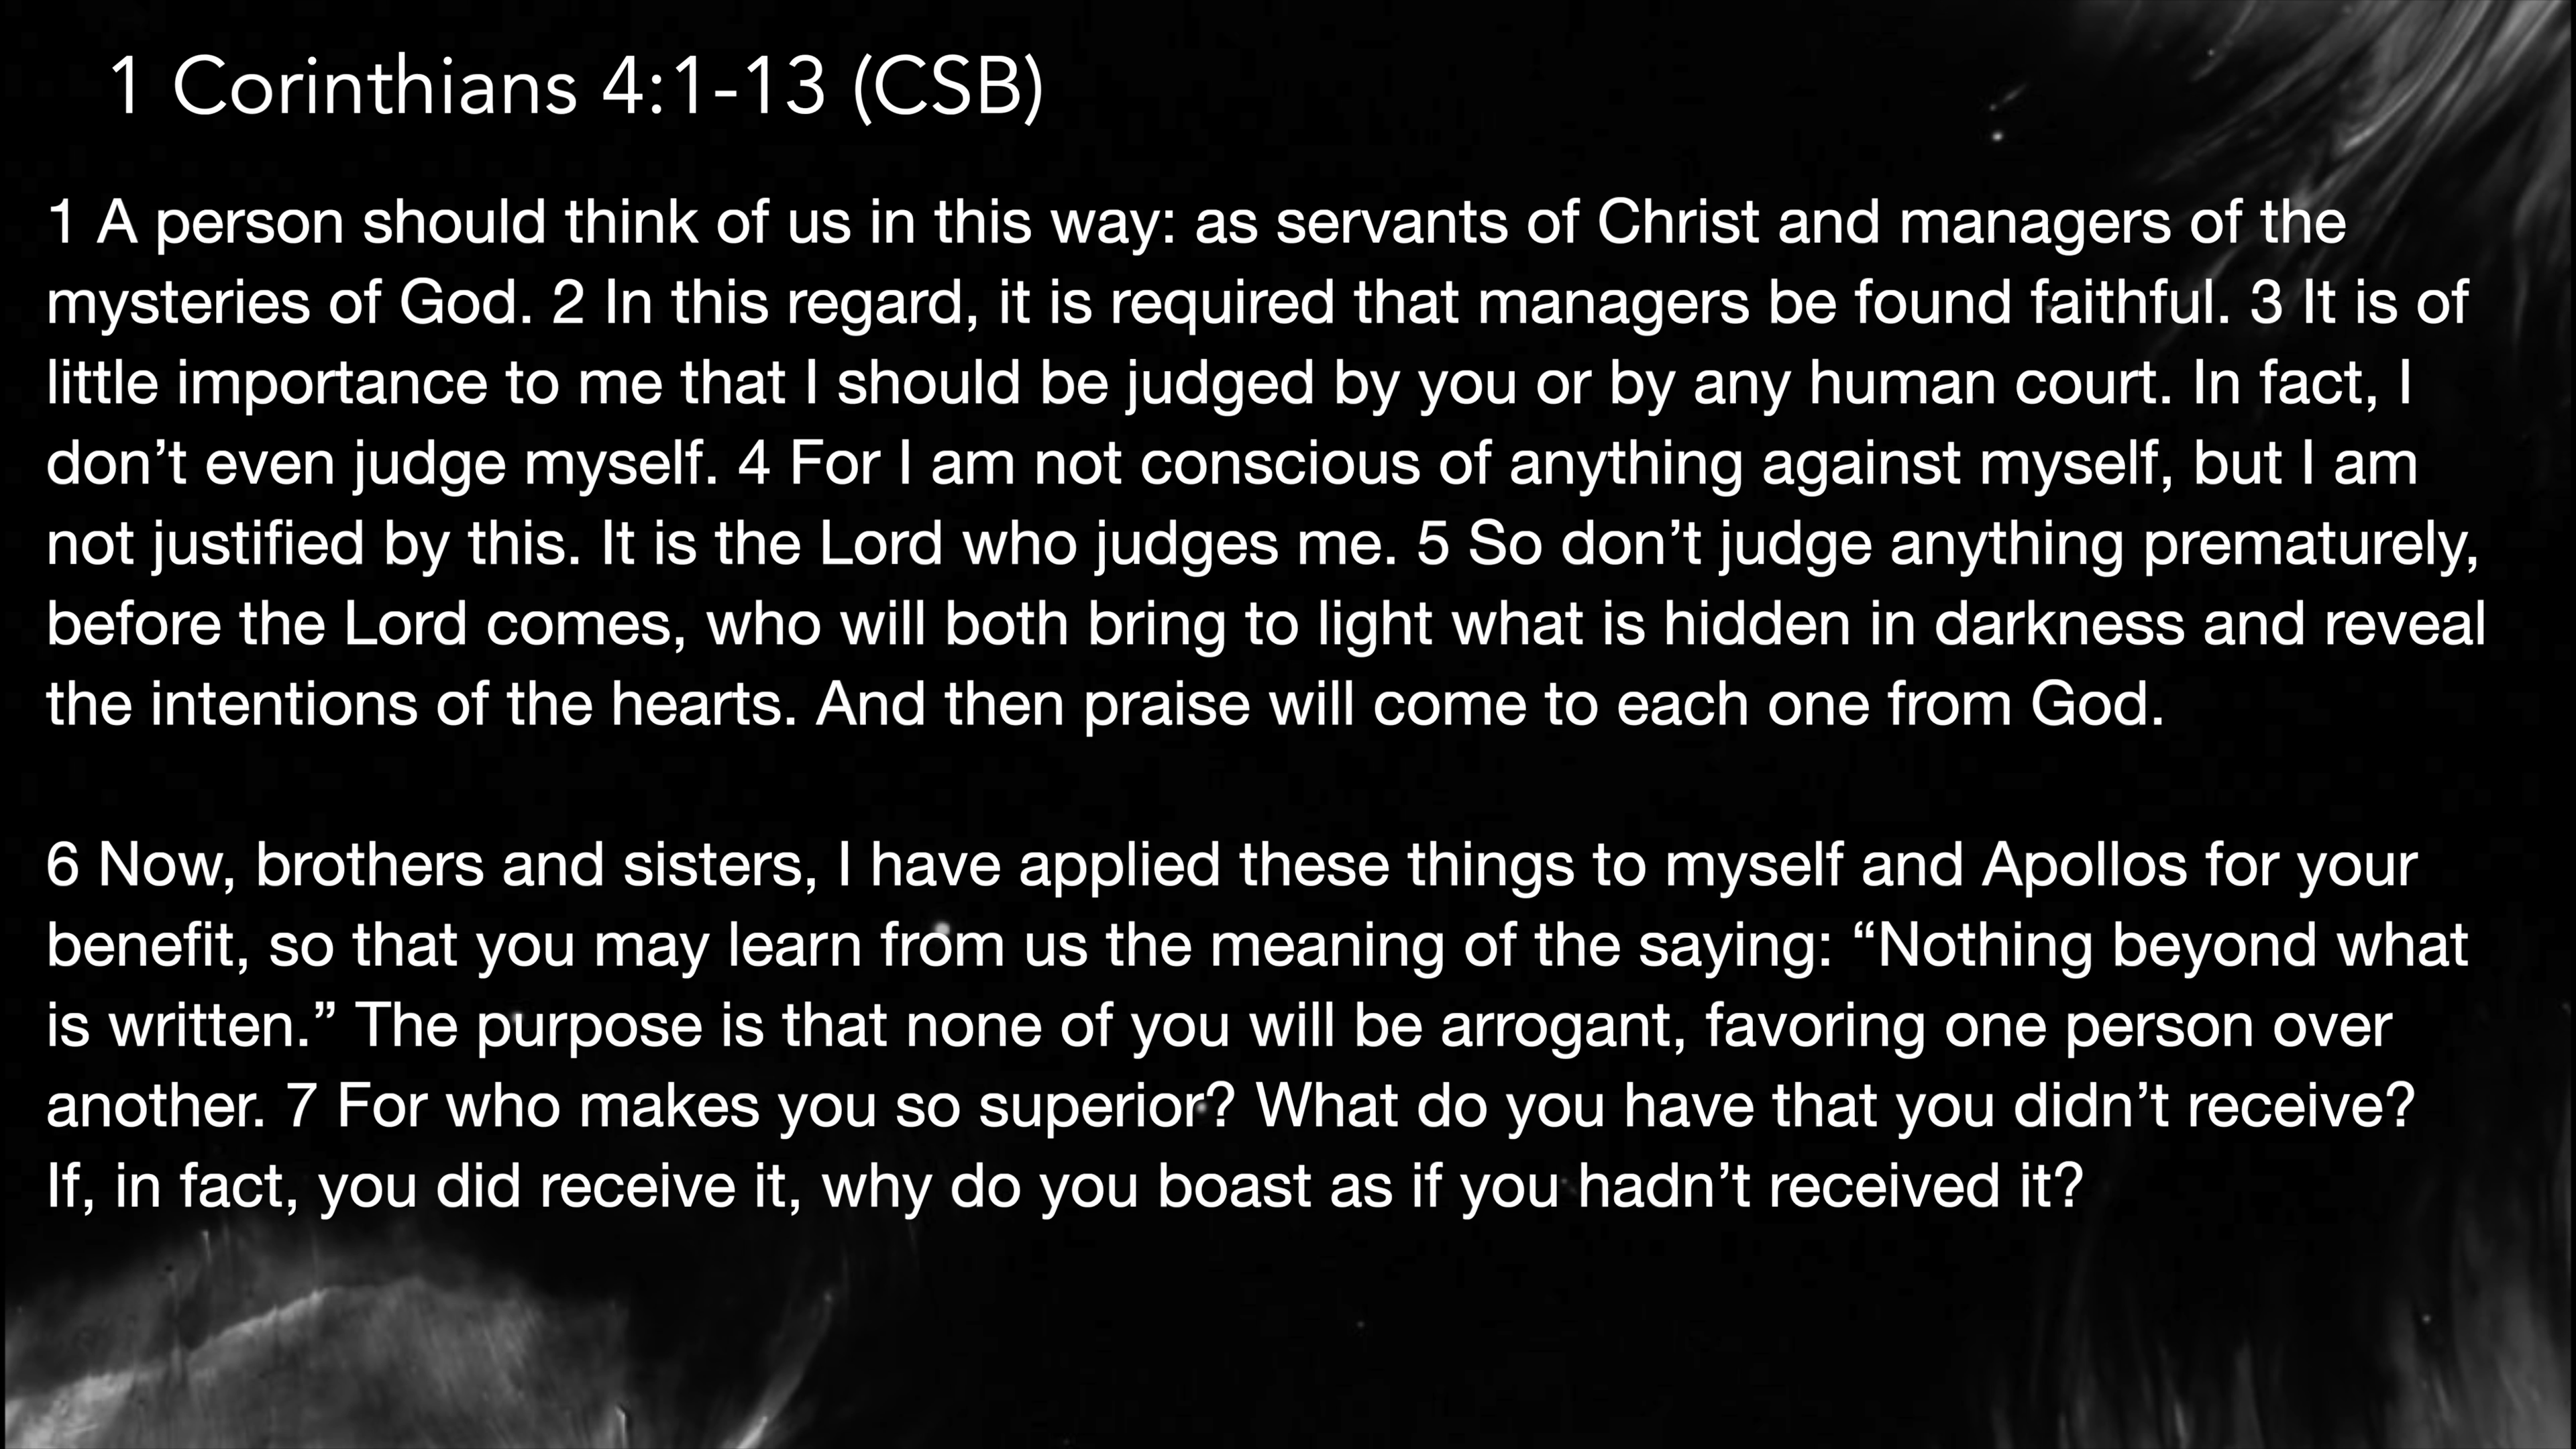 1 Corinthians 4:1-13 (CSB)
1 A person should think of us in this way: as servants of Christ and managers of the
mysteries of God. 2 In this regard, it is required that managers be found faithful. 3 It is of
little importance to me that I should be judged by you or by any human court. In fact, I
don’t even judge myself. 4 For I am not conscious of anything against myself, but I am
not justified by this. It is the Lord who judges me. 5 So don’t judge anything prematurely,
before the Lord comes, who will both bring to light what is hidden in darkness and reveal
the intentions of the hearts. And then praise will come to each one from God.
6 Now, brothers and sisters, I have applied these things to myself and Apollos for your
benefit, so that you may learn from us the meaning of the saying: “Nothing beyond what
is written.” The purpose is that none of you will be arrogant, favoring one person over
another. 7 For who makes you so superior? What do you have that you didn’t receive?
If, in fact, you did receive it, why do you boast as if you hadn’t received it?